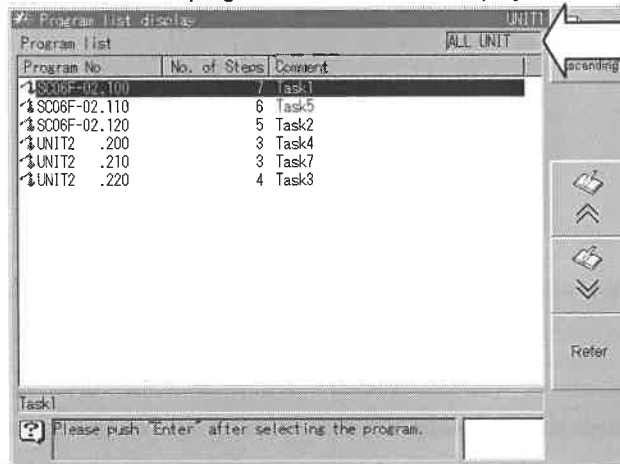 Program list display UNIT1
Program list ALL UNIT
Program No No. of Steps Comment
SC06F-02.100 7 Task1
SC06F-02.110 6 Task5
SC06F-02.120 5 Task2
UNIT2 .200 3 Task4
UNIT2 .210 3 Task7
UNIT2 .220 4 Task3
Refer
Task1
Please push "Enter" after selecting the program.